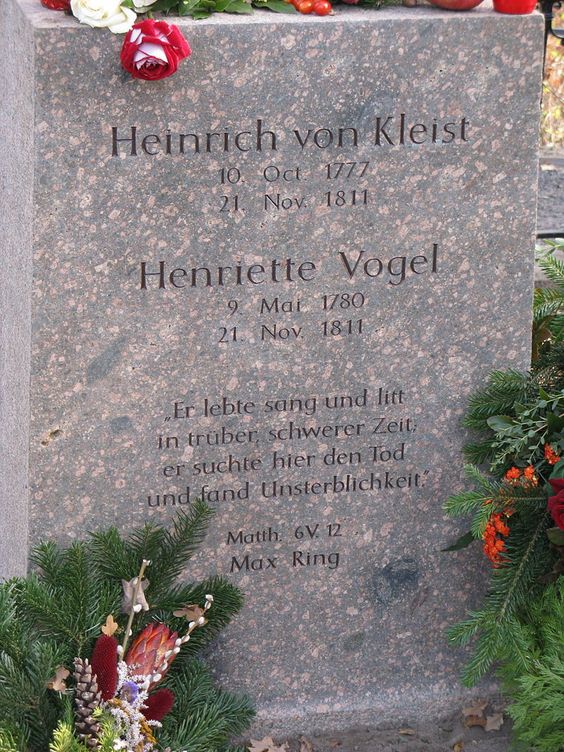 Heinrich von Kleist
10. Oct. 1777
21. Nov. 1811
Henriette Vogel
9. Mai 1780
21. Nov. 1811
„Er lebte sang und litt
in trüber, schwerer Zeit;
er suchte hier den Tod
und fand Unsterblichkeit.“
Matth. 6V. 12
Max Ring